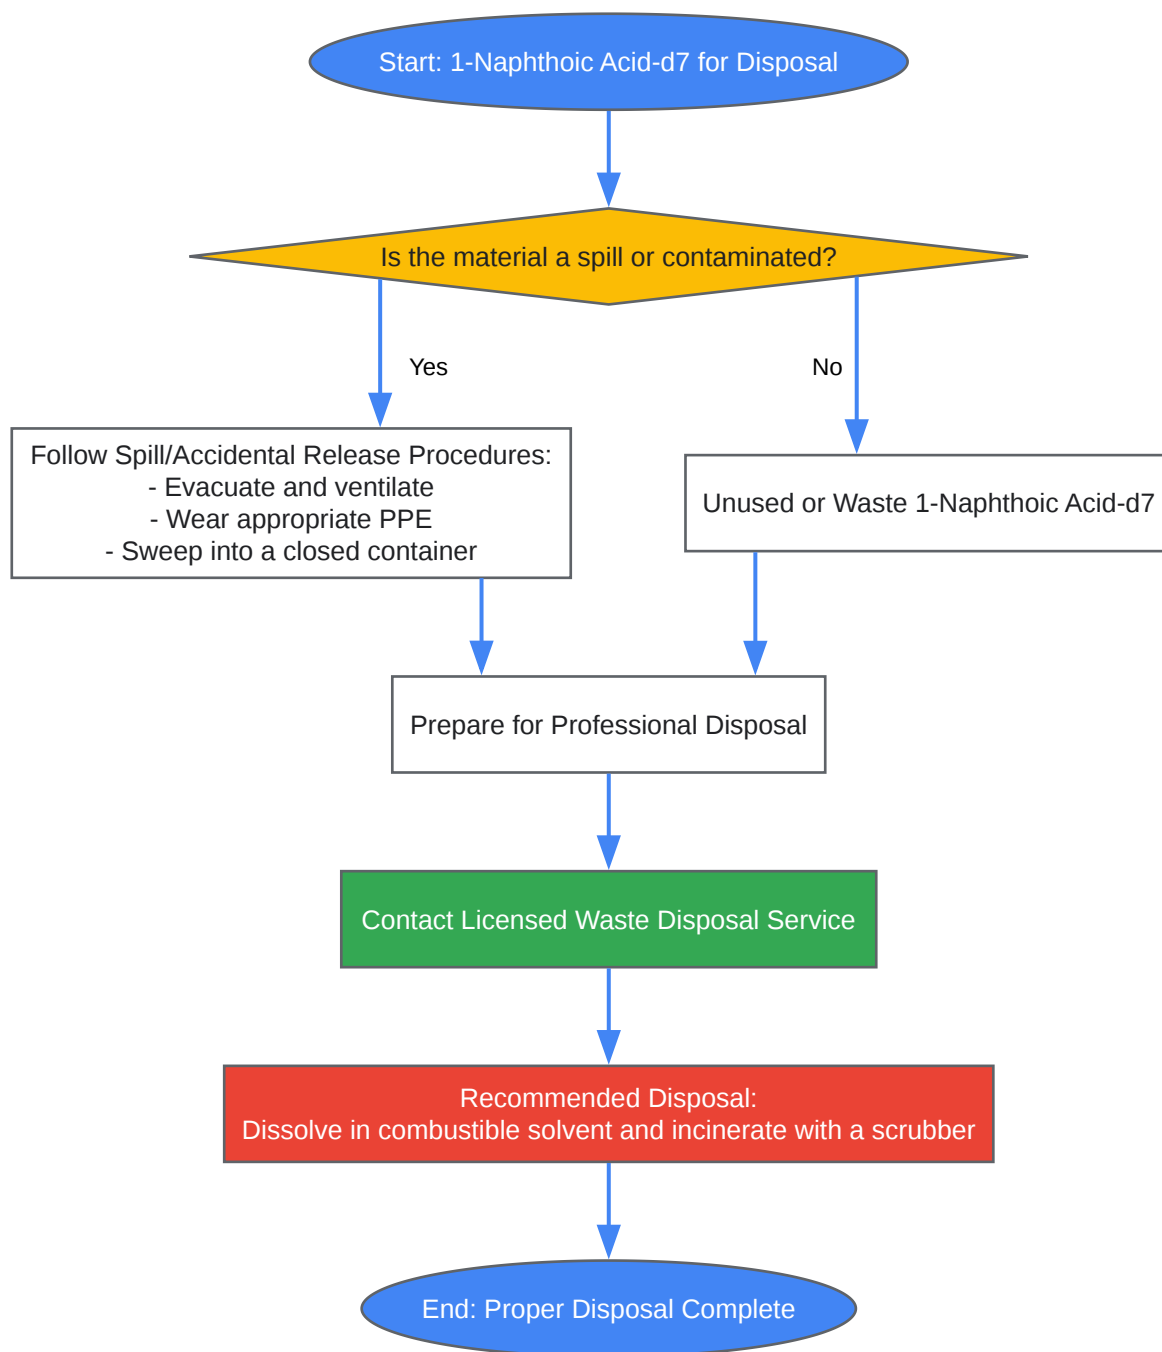 Start: 1-Naphthoic Acid-d7 for Disposal
Is the material a spill or contaminated?
Yes
No
Follow Spill/Accidental Release Procedures:
- Evacuate and ventilate
- Wear appropriate PPE
- Sweep into a closed container
Unused or Waste 1-Naphthoic Acid-d7
Prepare for Professional Disposal
Contact Licensed Waste Disposal Service
Recommended Disposal:
Dissolve in combustible solvent and incinerate with a scrubber
End: Proper Disposal Complete